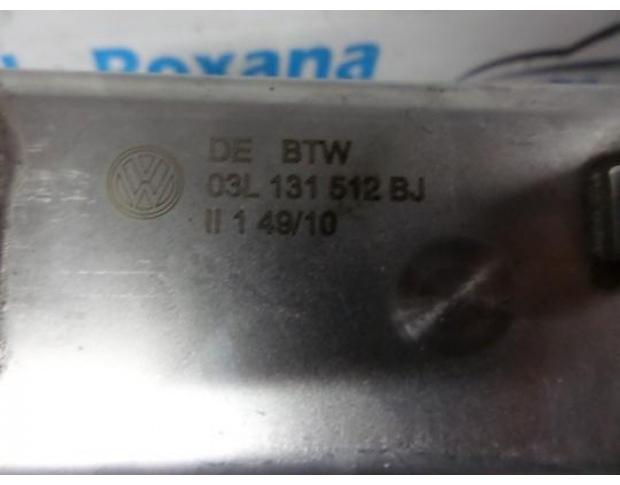 Roxana
DE BTW
03L 131 512 BJ
II 1 49/10